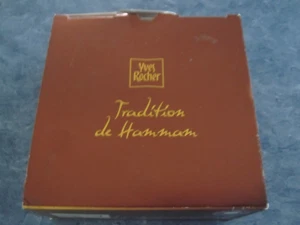 Yves
Rocher
Tradition
de Hammam